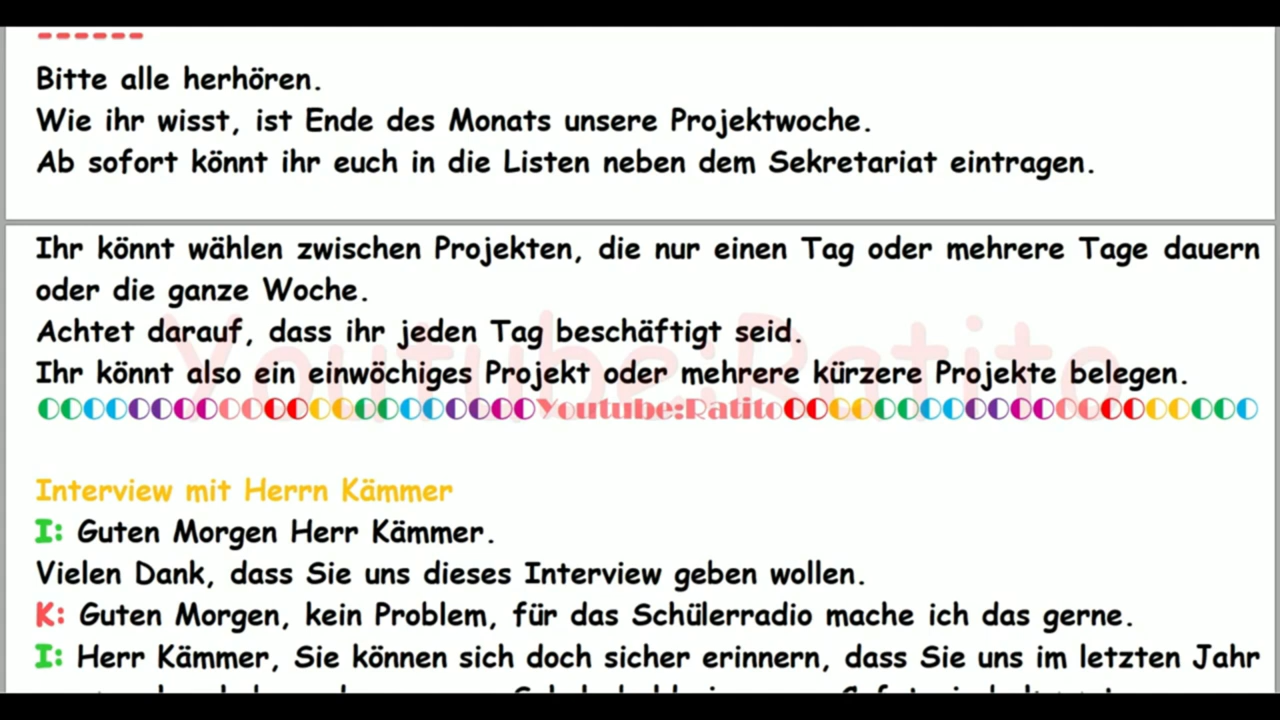 ------
Bitte alle herhören.
Wie ihr wisst, ist Ende des Monats unsere Projektwoche.
Ab sofort könnt ihr euch in die Listen neben dem Sekretariat eintragen.
Ihr könnt wählen zwischen Projekten, die nur einen Tag oder mehrere Tage dauern
oder die ganze Woche.
Achtet darauf, dass ihr jeden Tag beschäftigt seid.
Youtube:Ratito
Ihr könnt also ein einwöchiges Projekt oder mehrere kürzere Projekte belegen.
Youtube:Ratito
Interview mit Herrn Kämmer
I: Guten Morgen Herr Kämmer.
Vielen Dank, dass Sie uns dieses Interview geben wollen.
K: Guten Morgen, kein Problem, für das Schülerradio mache ich das gerne.
I: Herr Kämmer, Sie können sich doch sicher erinnern, dass Sie uns im letzten Jahr